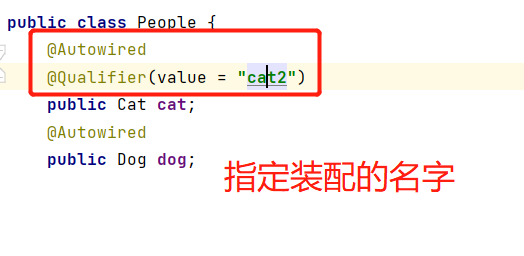 public class People {
@Autowired
@Qualifier(value = "cat2")
public Cat cat;
@Autowired
public Dog dog;
指定装配的名字